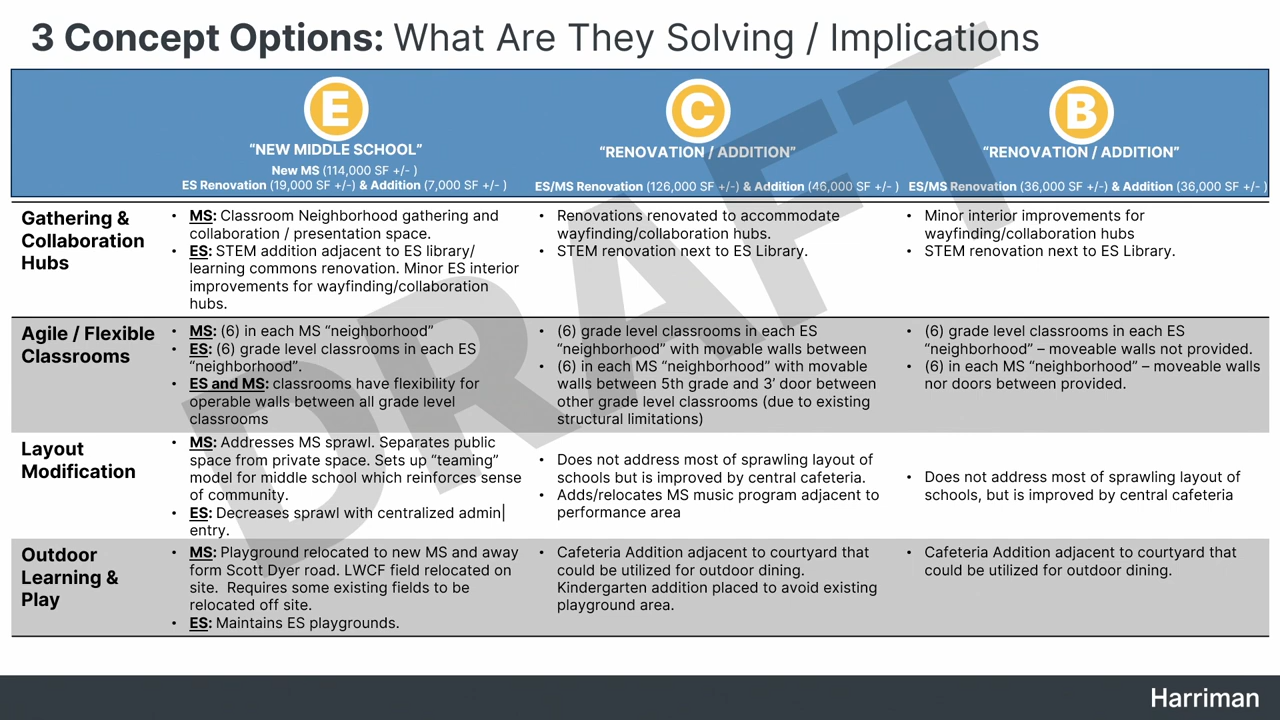 3 Concept Options: What Are They Solving / Implications
E
"NEW MIDDLE SCHOOL"
New MS (114,000 SF +/- )
ES Renovation (19,000 SF +/-) & Addition (7,000 SF +/- )
C
"RENOVATION / ADDITION"
ES/MS Renovation (126,000 SF +/-) & Addition (46,000 SF +/- )
B
"RENOVATION / ADDITION"
ES/MS Renovation (36,000 SF +/-) & Addition (36,000 SF +/- )
Gathering &
Collaboration
Hubs
• MS: Classroom Neighborhood gathering and
collaboration / presentation space.
• ES: STEM addition adjacent to ES library/
learning commons renovation. Minor ES interior
improvements for wayfinding/collaboration
hubs.
• Renovations renovated to accommodate
wayfinding/collaboration hubs.
• STEM renovation next to ES Library.
• Minor interior improvements for
wayfinding/collaboration hubs
• STEM renovation next to ES Library.
Agile / Flexible
Classrooms
• MS: (6) in each MS "neighborhood"
• ES: (6) grade level classrooms in each ES
"neighborhood".
• ES and MS: classrooms have flexibility for
operable walls between all grade level
classrooms
• (6) grade level classrooms in each ES
"neighborhood" with movable walls between
• (6) in each MS "neighborhood" with movable
walls between 5th grade and 3' door between
other grade level classrooms (due to existing
structural limitations)
• (6) grade level classrooms in each ES
"neighborhood" – moveable walls not provided.
• (6) in each MS "neighborhood" – moveable walls
nor doors between provided.
Layout
Modification
• MS: Addresses MS sprawl. Separates public
space from private space. Sets up "teaming"
model for middle school which reinforces sense
of community.
• ES: Decreases sprawl with centralized admin|
entry.
• Does not address most of sprawling layout of
schools but is improved by central cafeteria.
• Adds/relocates MS music program adjacent to
performance area
• Does not address most of sprawling layout of
schools, but is improved by central cafeteria
Outdoor
Learning &
Play
• MS: Playground relocated to new MS and away
form Scott Dyer road. LWCF field relocated on
site. Requires some existing fields to be
relocated off site.
• ES: Maintains ES playgrounds.
• Cafeteria Addition adjacent to courtyard that
could be utilized for outdoor dining.
Kindergarten addition placed to avoid existing
playground area.
• Cafeteria Addition adjacent to courtyard that
could be utilized for outdoor dining.
DRAFT
Harriman